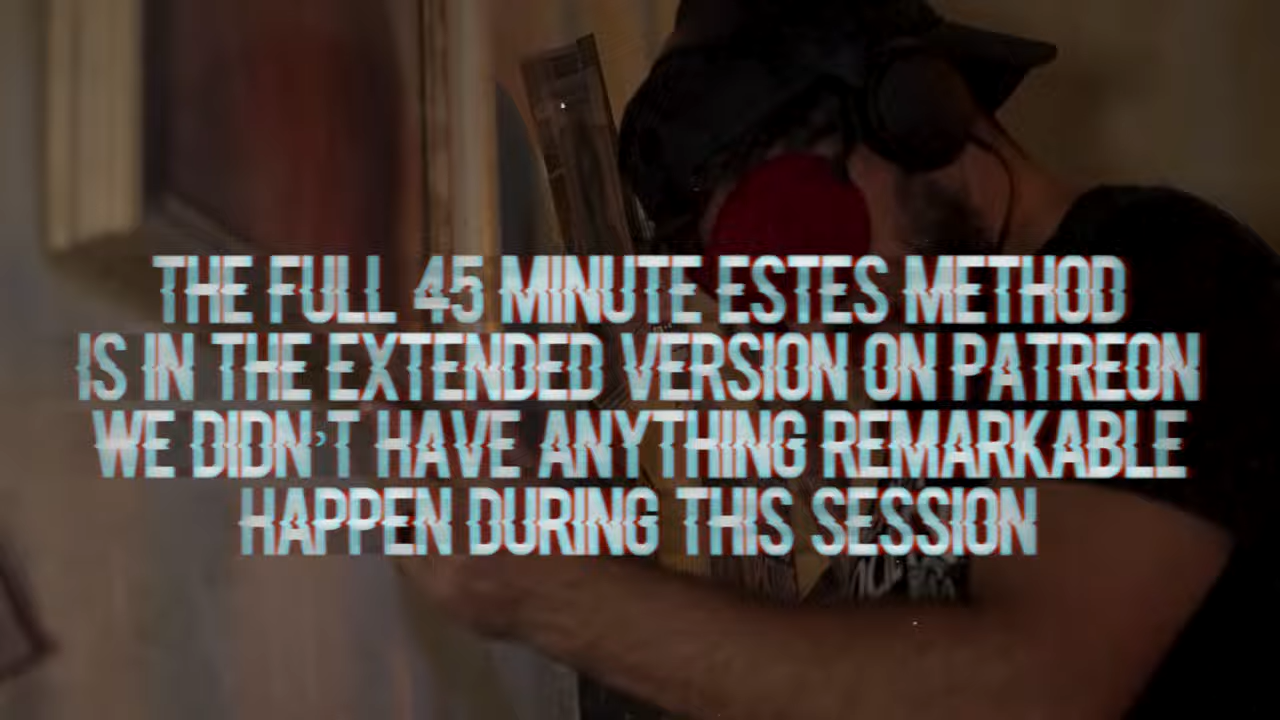 THE FULL 45 MINUTE ESTES METHOD
IS IN THE EXTENDED VERSION ON PATREON
WE DIDN'T HAVE ANYTHING REMARKABLE
HAPPEN DURING THIS SESSION